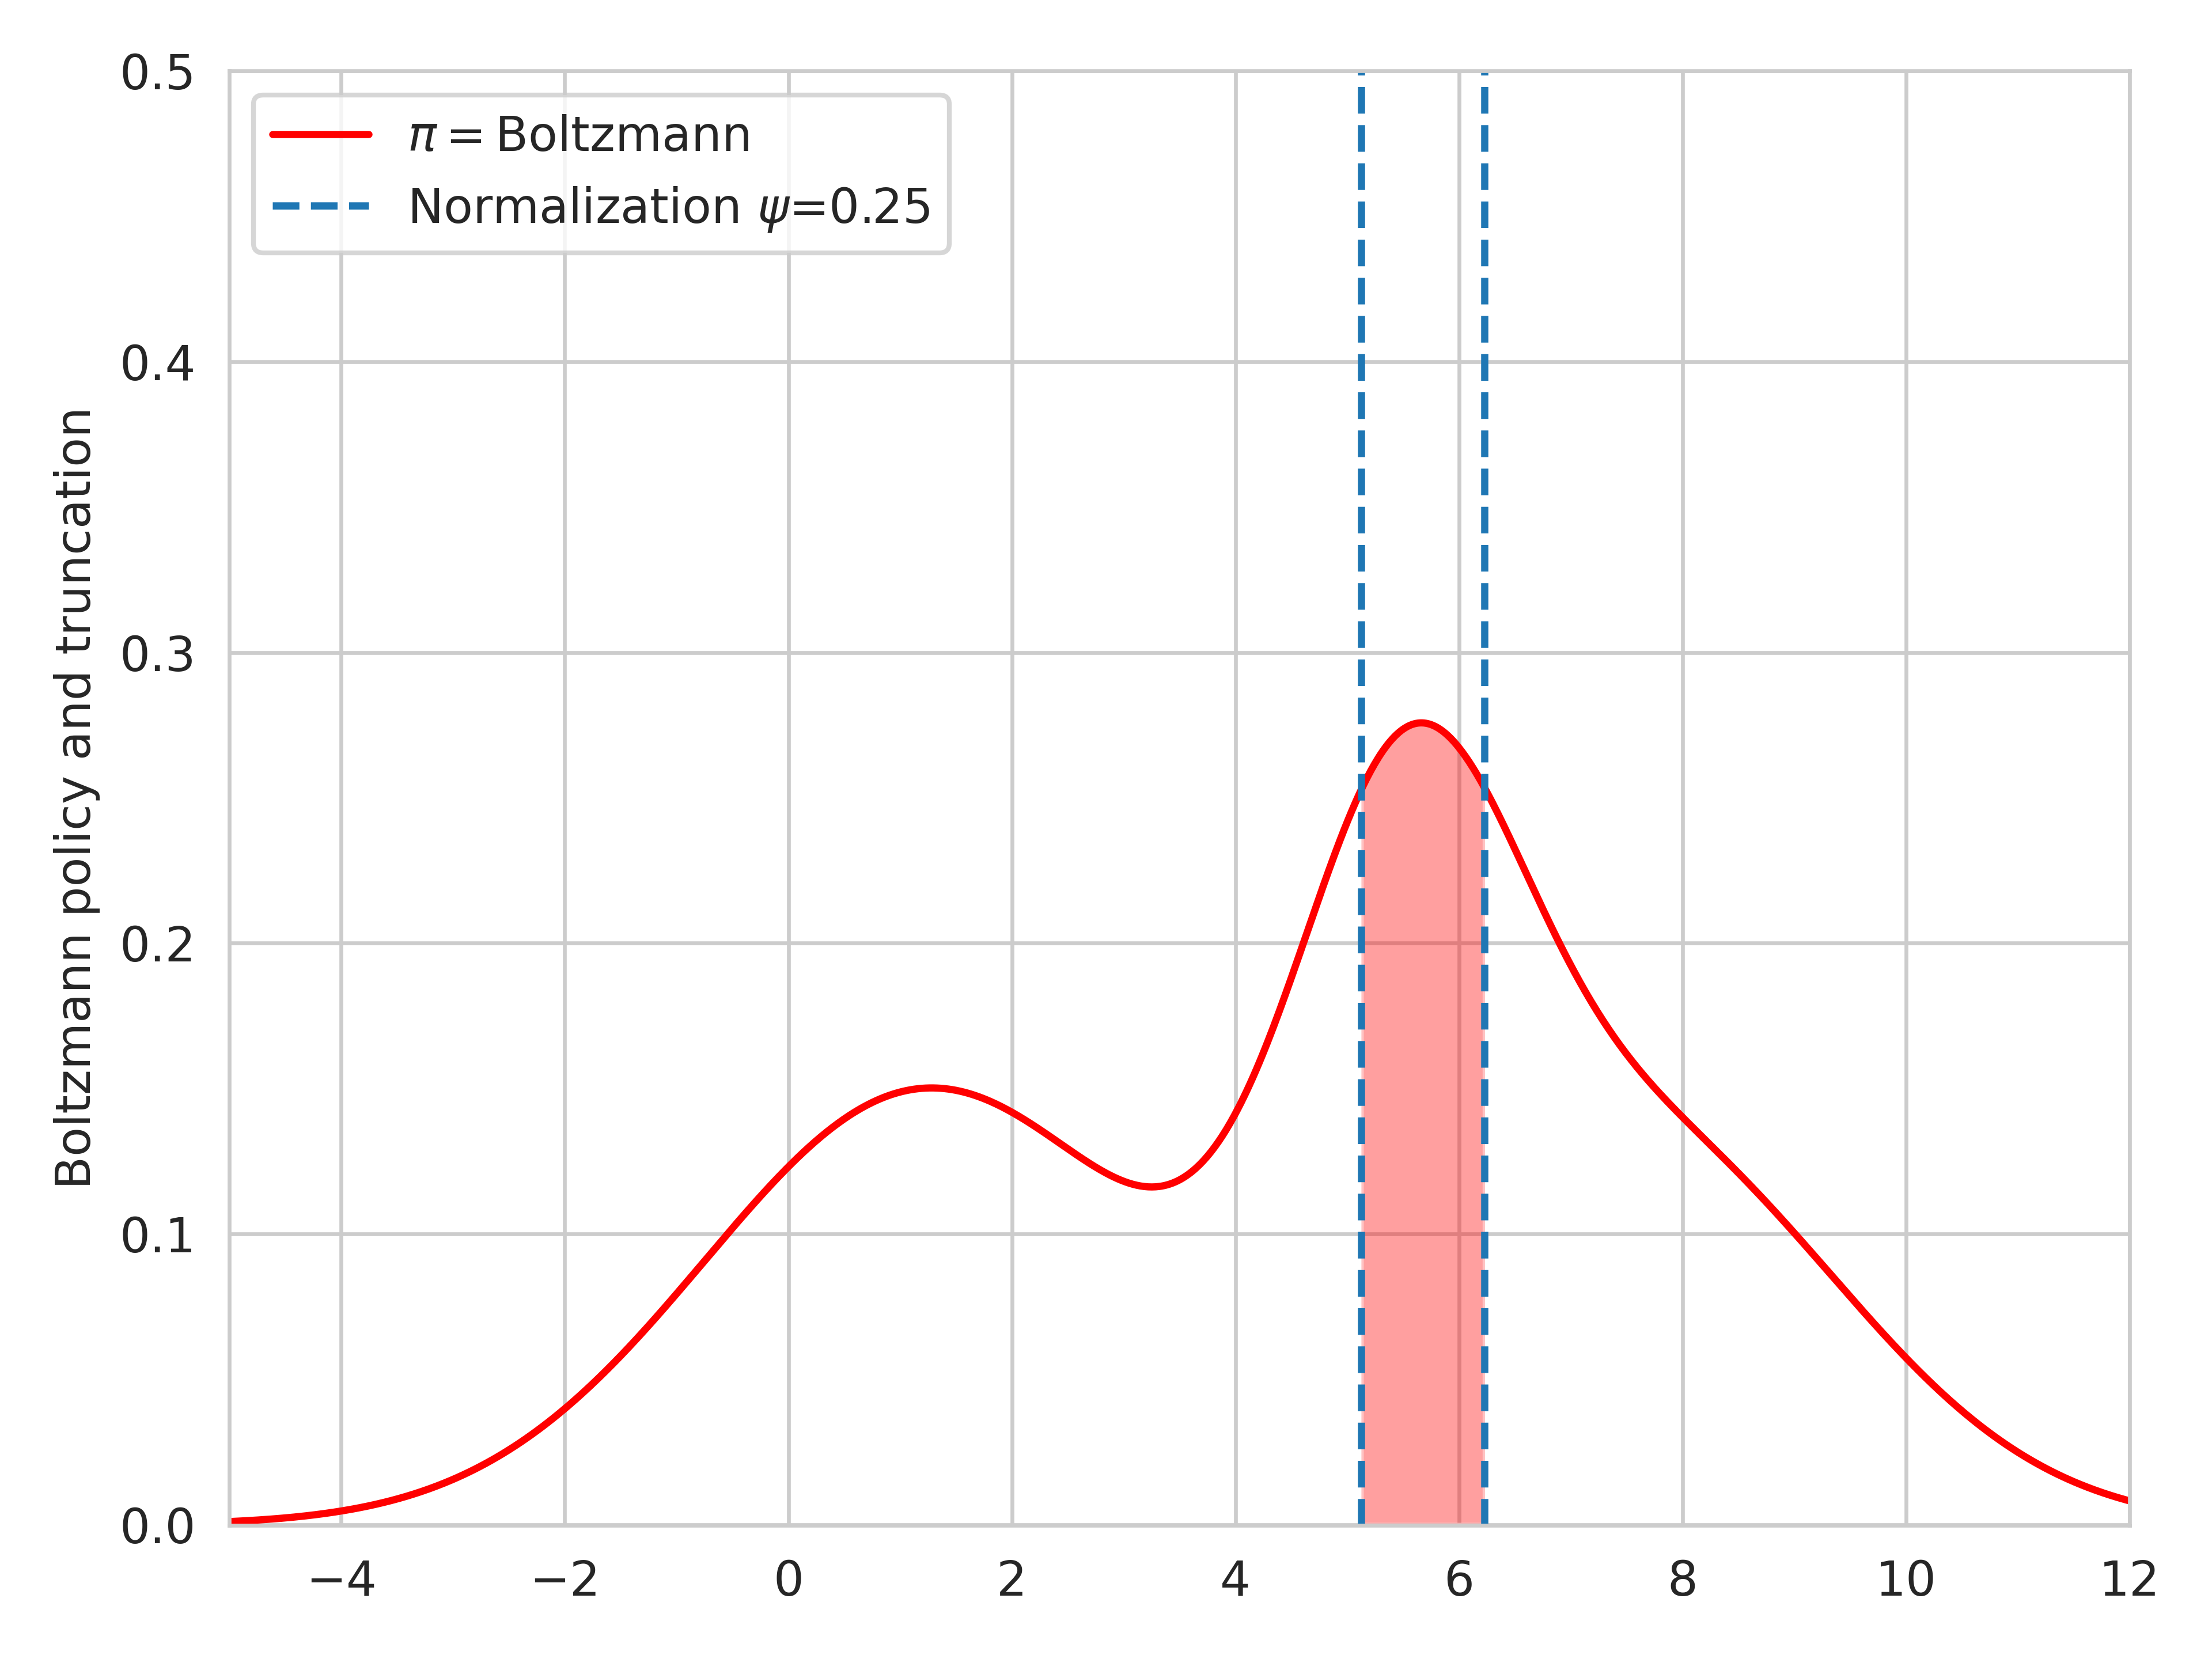 π = Boltzmann
Normalization ψ=0.25
Boltzmann policy and truncation
0.5
0.4
0.3
0.2
0.1
0.0
−4 −2 0 2 4 6 8 10 12